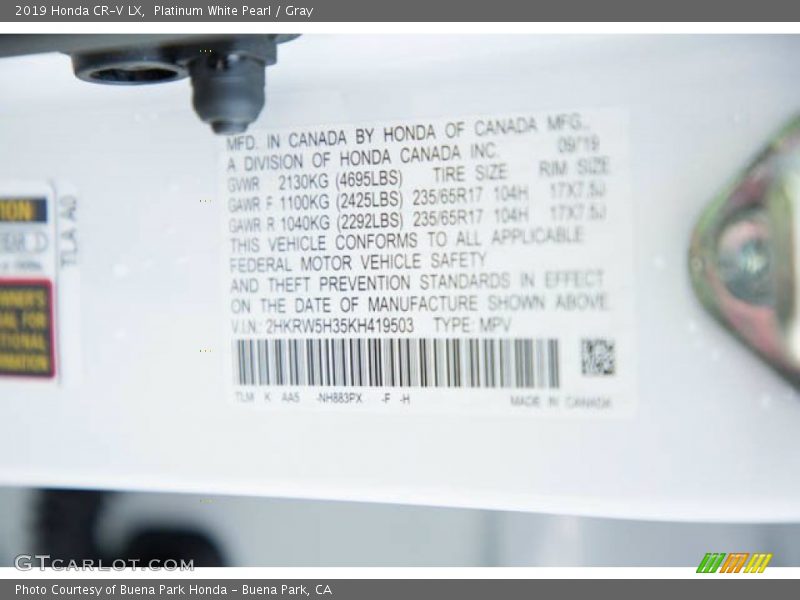 2019 Honda CR-V LX, Platinum White Pearl / Gray
MFD. IN CANADA BY HONDA OF CANADA MFG.,
A DIVISION OF HONDA CANADA INC. 09/19
GVWR 2130KG (4695LBS) TIRE SIZE RIM SIZE
GAWR F 1100KG (2425LBS) 235/65R17 104H 17X7.5J
GAWR R 1040KG (2292LBS) 235/65R17 104H 17X7.5J
THIS VEHICLE CONFORMS TO ALL APPLICABLE
FEDERAL MOTOR VEHICLE SAFETY
AND THEFT PREVENTION STANDARDS IN EFFECT
ON THE DATE OF MANUFACTURE SHOWN ABOVE.
V.I.N.: 2HKRW5H35KH419503 TYPE: MPV
TLM K AA5 -NH883PX -F -H MADE IN CANADA
TLA A0
GTCARLOT.COM
Photo Courtesy of Buena Park Honda - Buena Park, CA